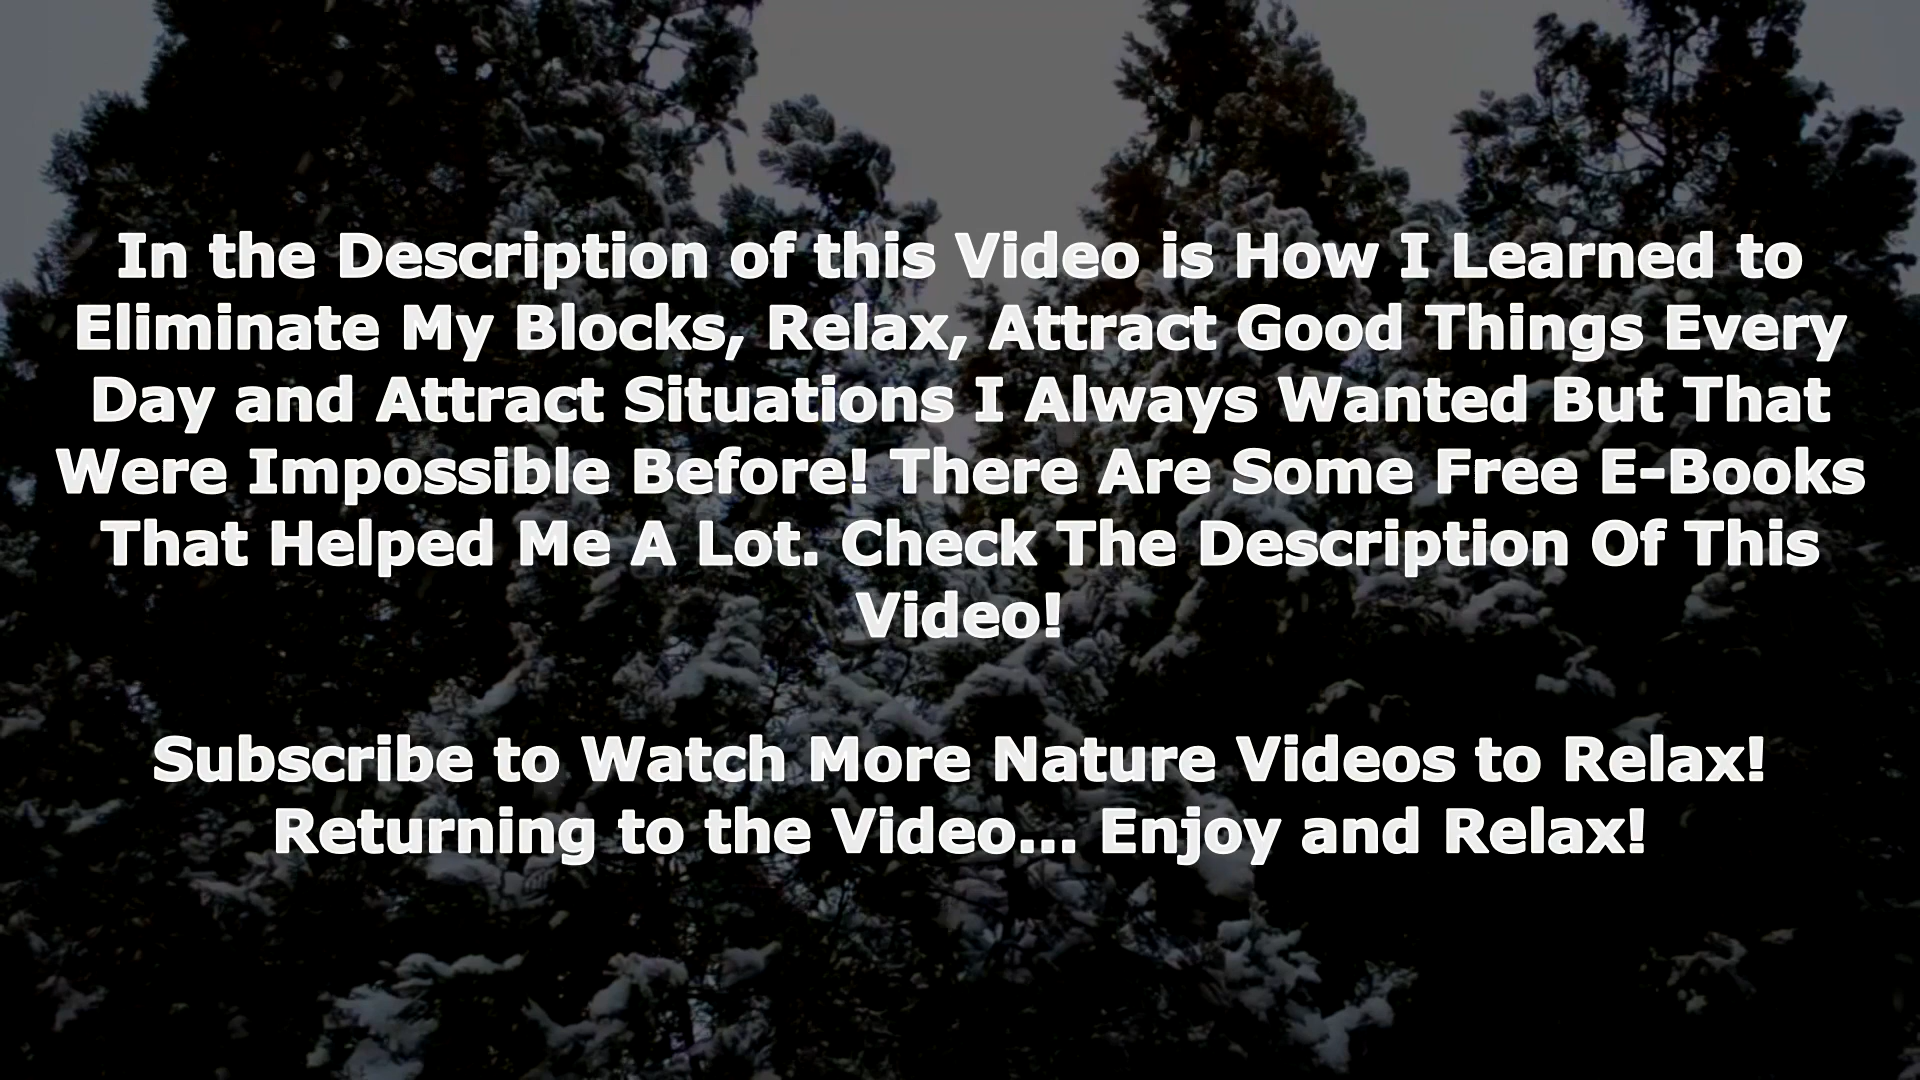 In the Description of this Video is How I Learned to
Eliminate My Blocks, Relax, Attract Good Things Every
Day and Attract Situations I Always Wanted But That
Were Impossible Before! There Are Some Free E-Books
That Helped Me A Lot. Check The Description Of This
Video!
Subscribe to Watch More Nature Videos to Relax!
Returning to the Video... Enjoy and Relax!